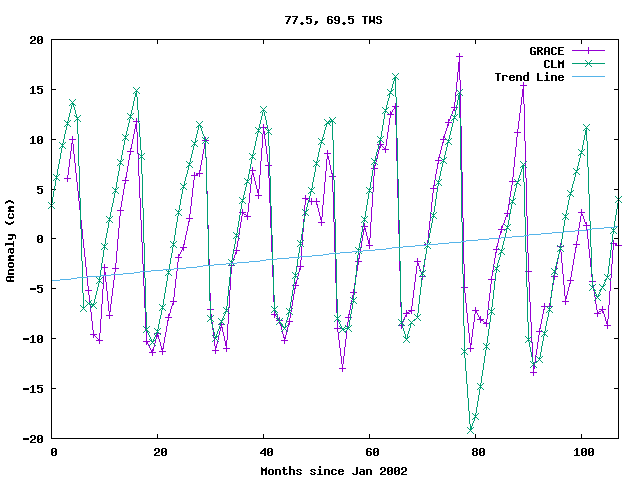 77.5, 69.5 TWS
GRACE
CLM
Trend Line
20
15
10
5
0
-5
-10
-15
-20
Anomaly (cm)
0 20 40 60 80 100
Months since Jan 2002